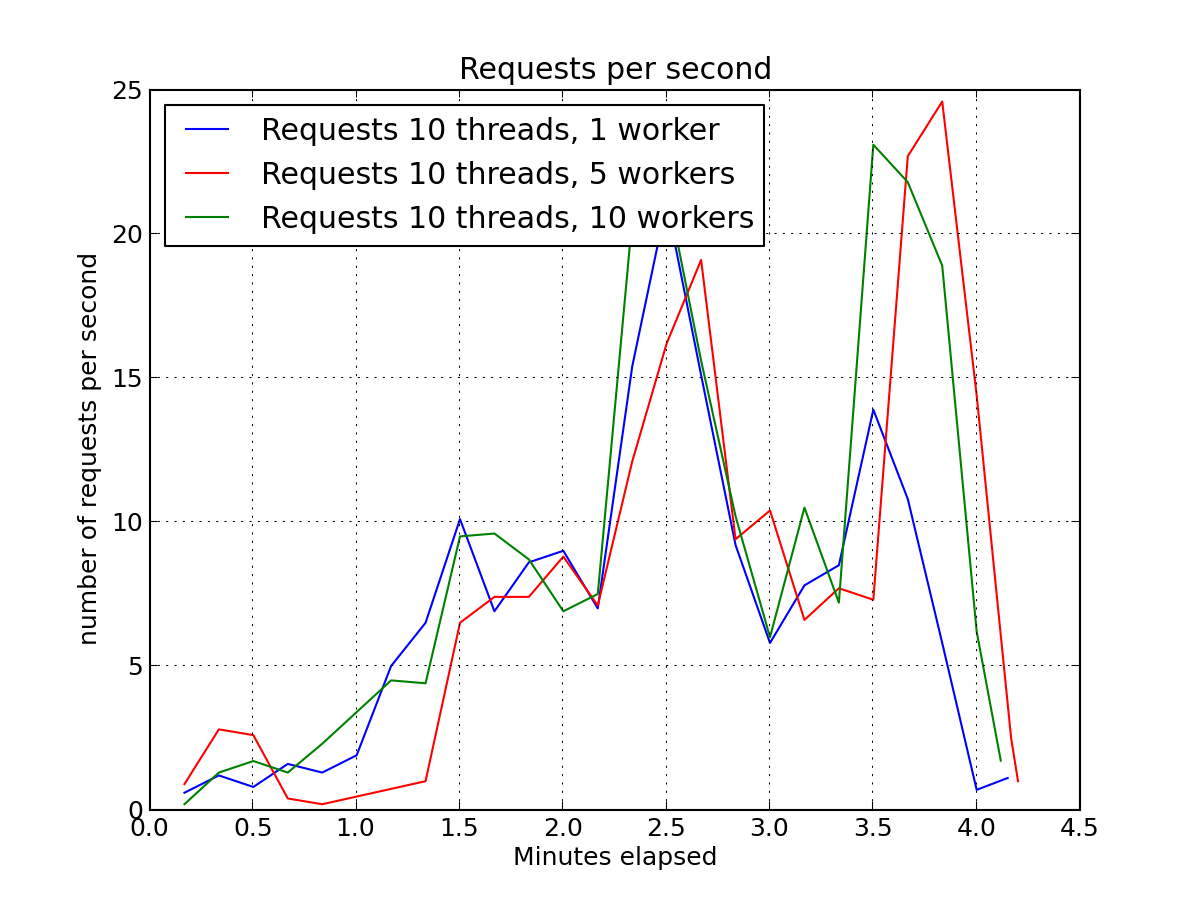 Requests per second
25
Requests 10 threads, 1 worker
Requests 10 threads, 5 workers
Requests 10 threads, 10 workers
20
15
10
5
0
number of requests per second
0.0 0.5 1.0 1.5 2.0 2.5 3.0 3.5 4.0 4.5
Minutes elapsed